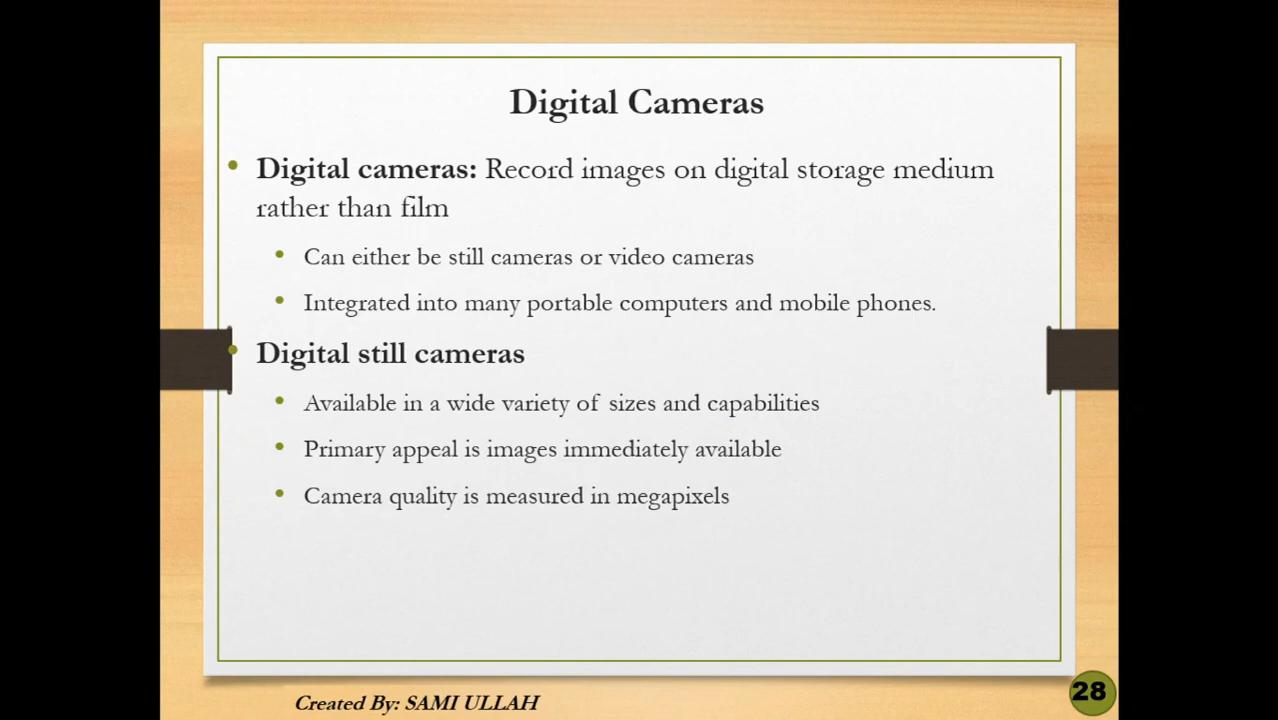 Digital Cameras
Digital cameras: Record images on digital storage medium
rather than film
Can either be still cameras or video cameras
Integrated into many portable computers and mobile phones.
Digital still cameras
Available in a wide variety of sizes and capabilities
Primary appeal is images immediately available
Camera quality is measured in megapixels
Created By: SAMI ULLAH
28